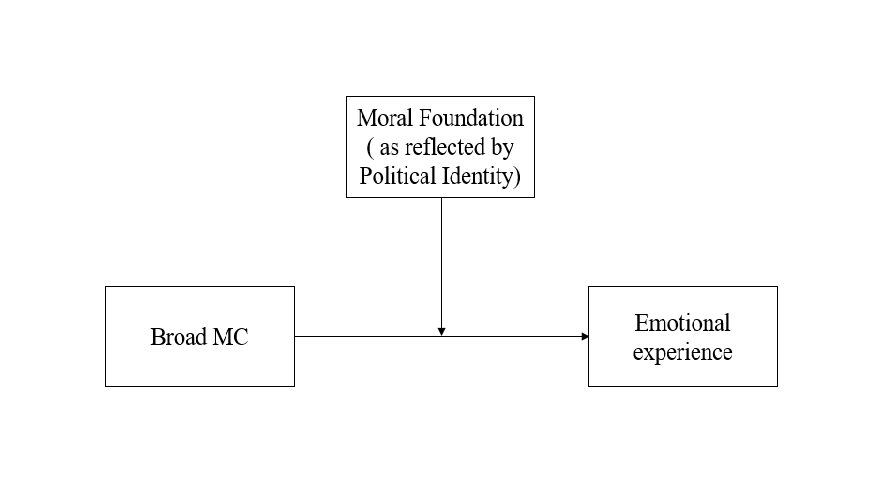 Moral Foundation
( as reflected by
Political Identity)
Broad MC
Emotional
experience